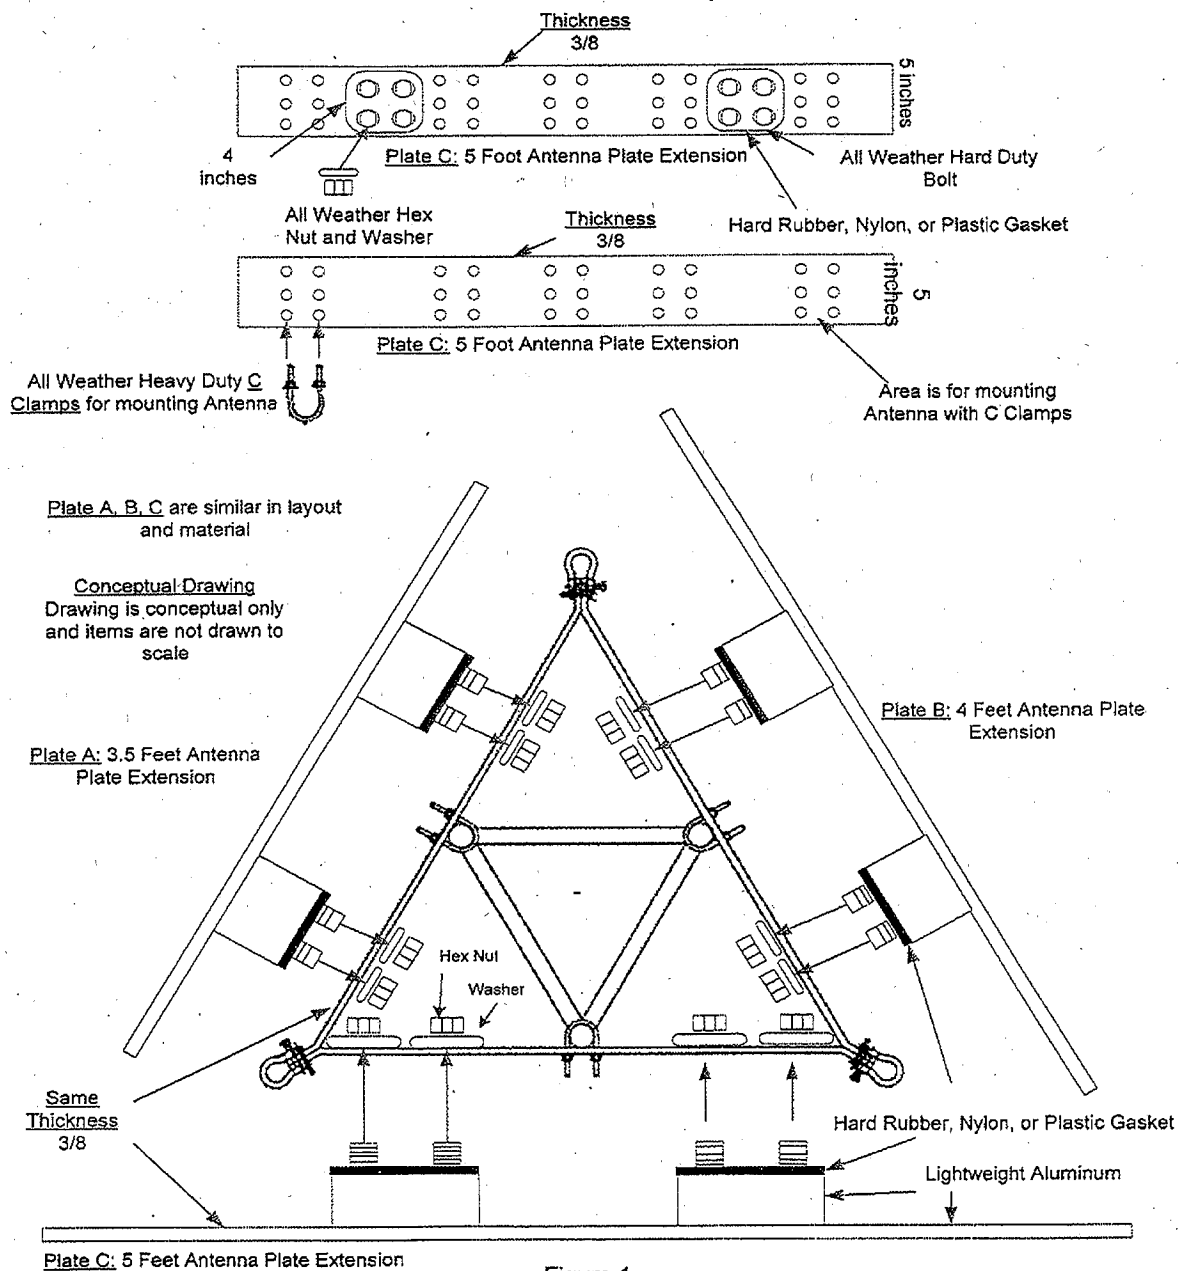 Thickness
3/8
5 inches
4
inches
Plate C: 5 Foot Antenna Plate Extension
All Weather Hard Duty
Bolt
All Weather Hex
Nut and Washer
Hard Rubber, Nylon, or Plastic Gasket
Thickness
3/8
5
inches
Plate C: 5 Foot Antenna Plate Extension
All Weather Heavy Duty C
Clamps for mounting Antenna
Area is for mounting
Antenna with C Clamps
Plate A, B, C are similar in layout
and material
Conceptual Drawing
Drawing is conceptual only
and items are not drawn to
scale
Plate B: 4 Feet Antenna Plate
Extension
Plate A: 3.5 Feet Antenna
Plate Extension
Hex Nut
Washer
Same
Thickness
3/8
Hard Rubber, Nylon, or Plastic Gasket
Lightweight Aluminum
Plate C: 5 Feet Antenna Plate Extension